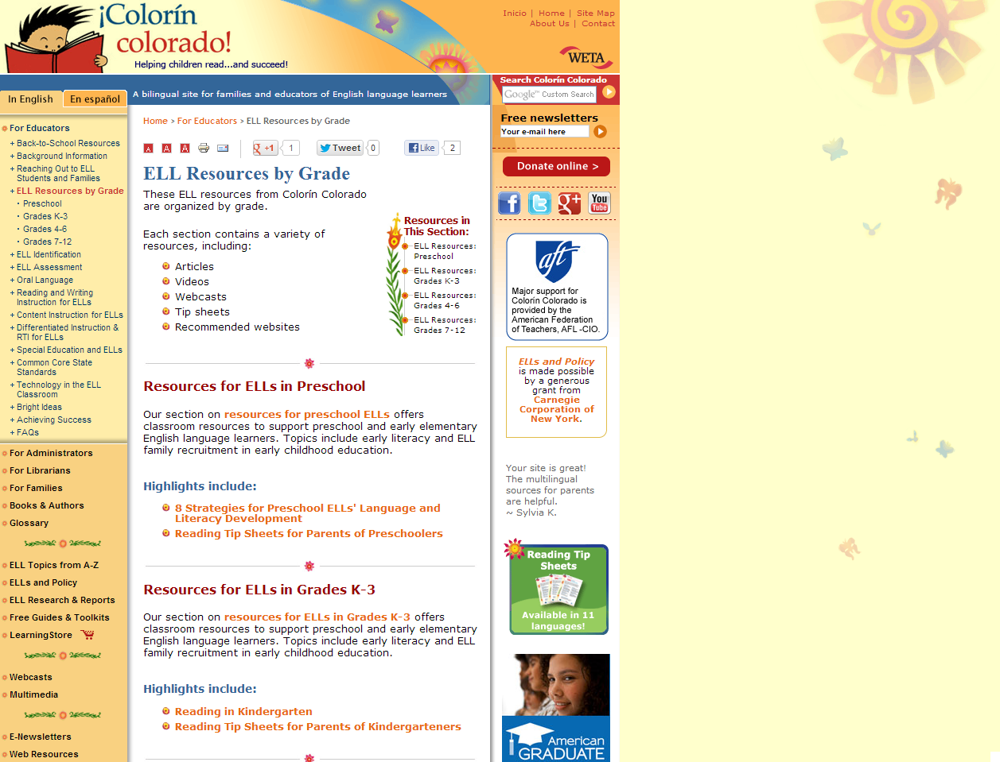 ¡Colorín
colorado!
Helping children read...and succeed!
Inicio | Home | Site Map
About Us | Contact
WETA
In English
En español
A bilingual site for families and educators of English language learners
Search Colorín Colorado
Google™ Custom Search
Free newsletters
Your e-mail here
Donate online >
For Educators
+ Back-to-School Resources
+ Background Information
+ Reaching Out to ELL
Students and Families
+ ELL Resources by Grade
Preschool
Grades K-3
Grades 4-6
Grades 7-12
+ ELL Identification
+ ELL Assessment
+ Oral Language
+ Reading and Writing
Instruction for ELLs
+ Content Instruction for ELLs
+ Differentiated Instruction &
RTI for ELLs
+ Special Education and ELLs
+ Common Core State
Standards
+ Technology in the ELL
Classroom
+ Bright Ideas
+ Achieving Success
+ FAQs
For Administrators
For Librarians
For Families
Books & Authors
Glossary
ELL Topics from A-Z
ELLs and Policy
ELL Research & Reports
Free Guides & Toolkits
LearningStore
Webcasts
Multimedia
E-Newsletters
Web Resources
Home > For Educators > ELL Resources by Grade
A A A g +1 1 Tweet 0 f Like 2
ELL Resources by Grade
These ELL resources from Colorín Colorado
are organized by grade.
Each section contains a variety of
resources, including:
Articles
Videos
Webcasts
Tip sheets
Recommended websites
Resources in
This Section:
ELL Resources:
Preschool
ELL Resources:
Grades K-3
ELL Resources:
Grades 4-6
ELL Resources:
Grades 7-12
Resources for ELLs in Preschool
Our section on resources for preschool ELLs offers
classroom resources to support preschool and early elementary
English language learners. Topics include early literacy and ELL
family recruitment in early childhood education.
Highlights include:
8 Strategies for Preschool ELLs' Language and
Literacy Development
Reading Tip Sheets for Parents of Preschoolers
Resources for ELLs in Grades K-3
Our section on resources for ELLs in Grades K-3 offers
classroom resources to support preschool and early elementary
English language learners. Topics include early literacy and ELL
family recruitment in early childhood education.
Highlights include:
Reading in Kindergarten
Reading Tip Sheets for Parents of Kindergarteners
f t g+ You
Tube
aft
Major support for
Colorín Colorado is
provided by the
American Federation
of Teachers, AFL -CIO.
ELLs and Policy
is made possible
by a generous
grant from
Carnegie
Corporation of
New York.
Your site is great!
The multilingual
sources for parents
are helpful.
~ Sylvia K.
Reading Tip
Sheets
Available in 11
languages!
American
GRADUATE